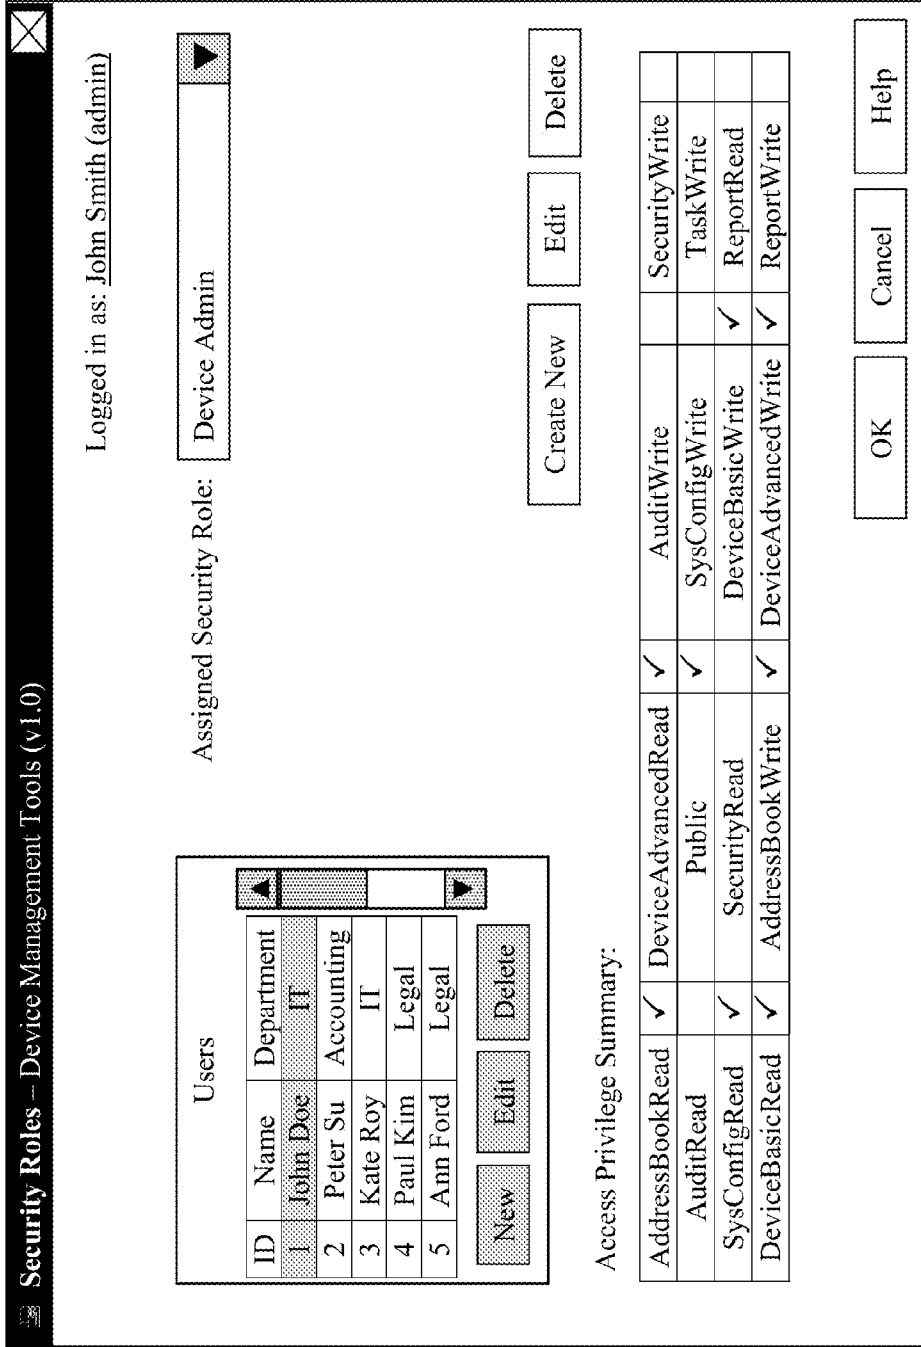 Security Roles – Device Management Tools (v1.0)
Logged in as: John Smith (admin)
Users
ID Name Department
1 John Doe IT
2 Peter Su Accounting
3 Kate Roy IT
4 Paul Kim Legal
5 Ann Ford Legal
New Edit Delete
Assigned Security Role: Device Admin
Create New Edit Delete
Access Privilege Summary:
AddressBookRead ✓ DeviceAdvancedRead ✓ AuditWrite SecurityWrite
AuditRead Public ✓ SysConfigWrite TaskWrite
SysConfigRead ✓ SecurityRead DeviceBasicWrite ✓ ReportRead
DeviceBasicRead ✓ AddressBookWrite ✓ DeviceAdvancedWrite ✓ ReportWrite
OK Cancel Help